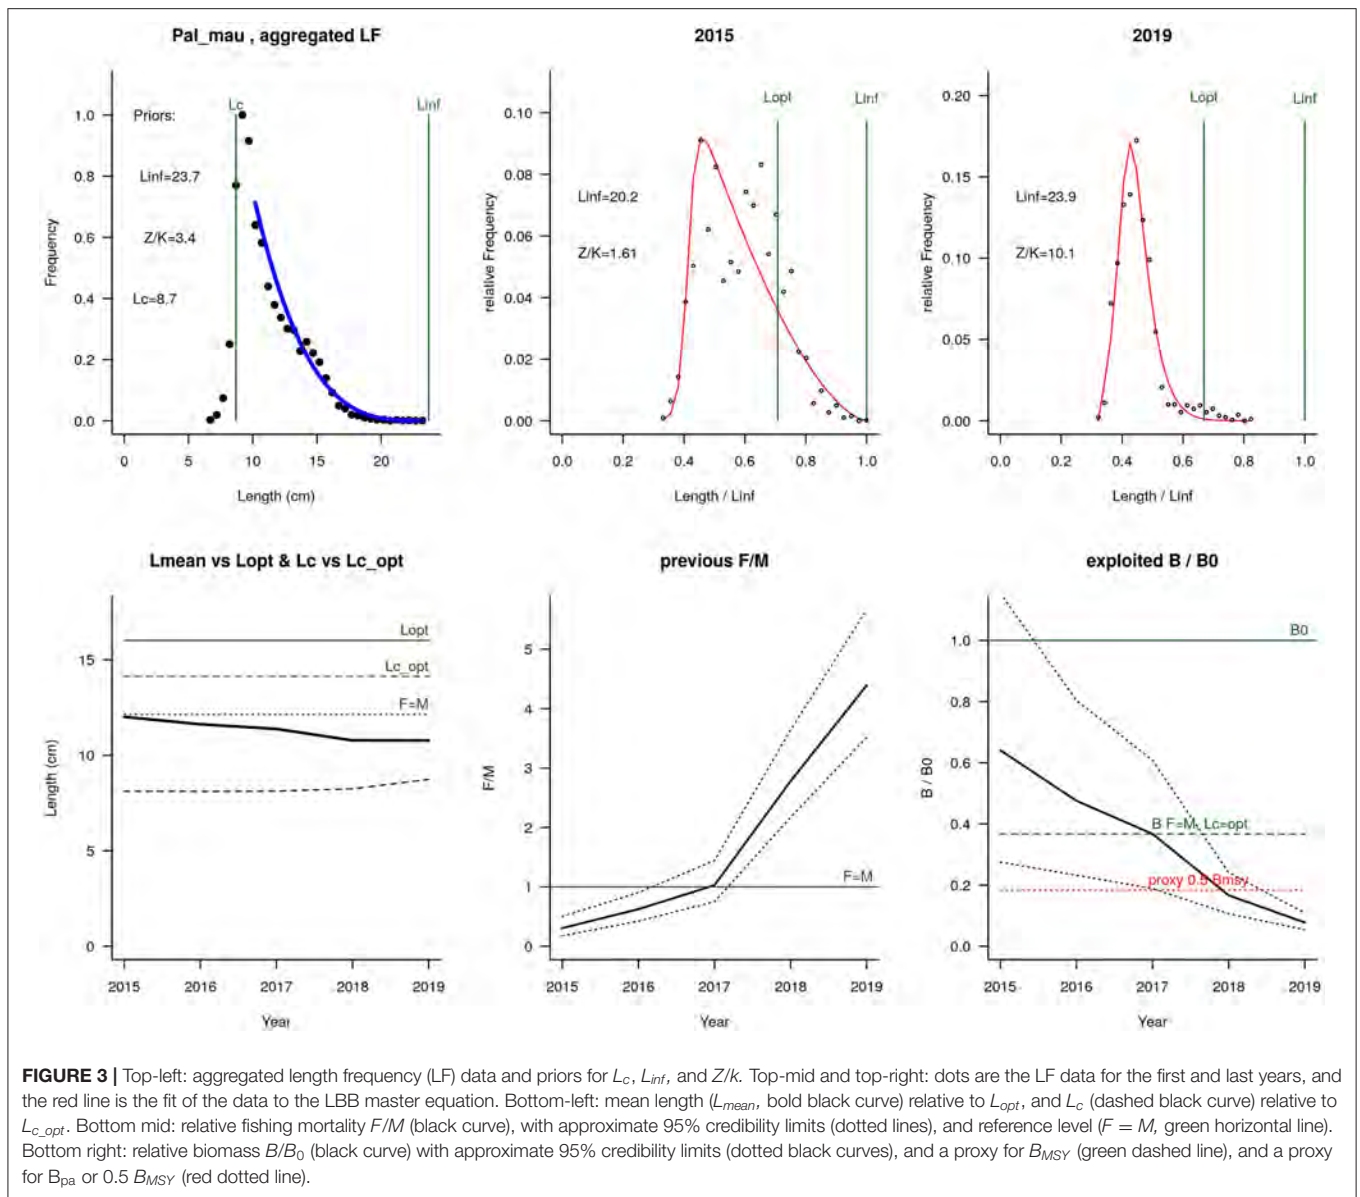 Pal_mau , aggregated LF
Frequency
1.0
0.8
0.6
0.4
0.2
0.0
Priors:
Linf=23.7
Z/K=3.4
Lc=8.7
Lc
Linf
0 5 10 15 20
Length (cm)
2015
relative Frequency
0.10
0.08
0.06
0.04
0.02
0.00
Linf=20.2
Z/K=1.61
Lopt
Linf
0.0 0.2 0.4 0.6 0.8 1.0
Length / Linf
2019
relative Frequency
0.20
0.15
0.10
0.05
0.00
Linf=23.9
Z/K=10.1
Lopt
Linf
0.0 0.2 0.4 0.6 0.8 1.0
Length / Linf
Lmean vs Lopt & Lc vs Lc_opt
Length (cm)
15
10
5
0
Lopt
Lc_opt
F=M
2015 2016 2017 2018 2019
Year
previous F/M
F/M
5
4
3
2
1
0
F=M
2015 2016 2017 2018 2019
Year
exploited B / B0
B / B0
1.0
0.8
0.6
0.4
0.2
0.0
B0
B F=M, Lc=opt
proxy 0.5 Bmsy
2015 2016 2017 2018 2019
Year
FIGURE 3 | Top-left: aggregated length frequency (LF) data and priors for Lc, Linf, and Z/k. Top-mid and top-right: dots are the LF data for the first and last years, and
the red line is the fit of the data to the LBB master equation. Bottom-left: mean length (Lmean, bold black curve) relative to Lopt, and Lc (dashed black curve) relative to
Lc_opt. Bottom mid: relative fishing mortality F/M (black curve), with approximate 95% credibility limits (dotted lines), and reference level (F = M, green horizontal line).
Bottom right: relative biomass B/B0 (black curve) with approximate 95% credibility limits (dotted black curves), and a proxy for BMSY (green dashed line), and a proxy
for Bpa or 0.5 BMSY (red dotted line).